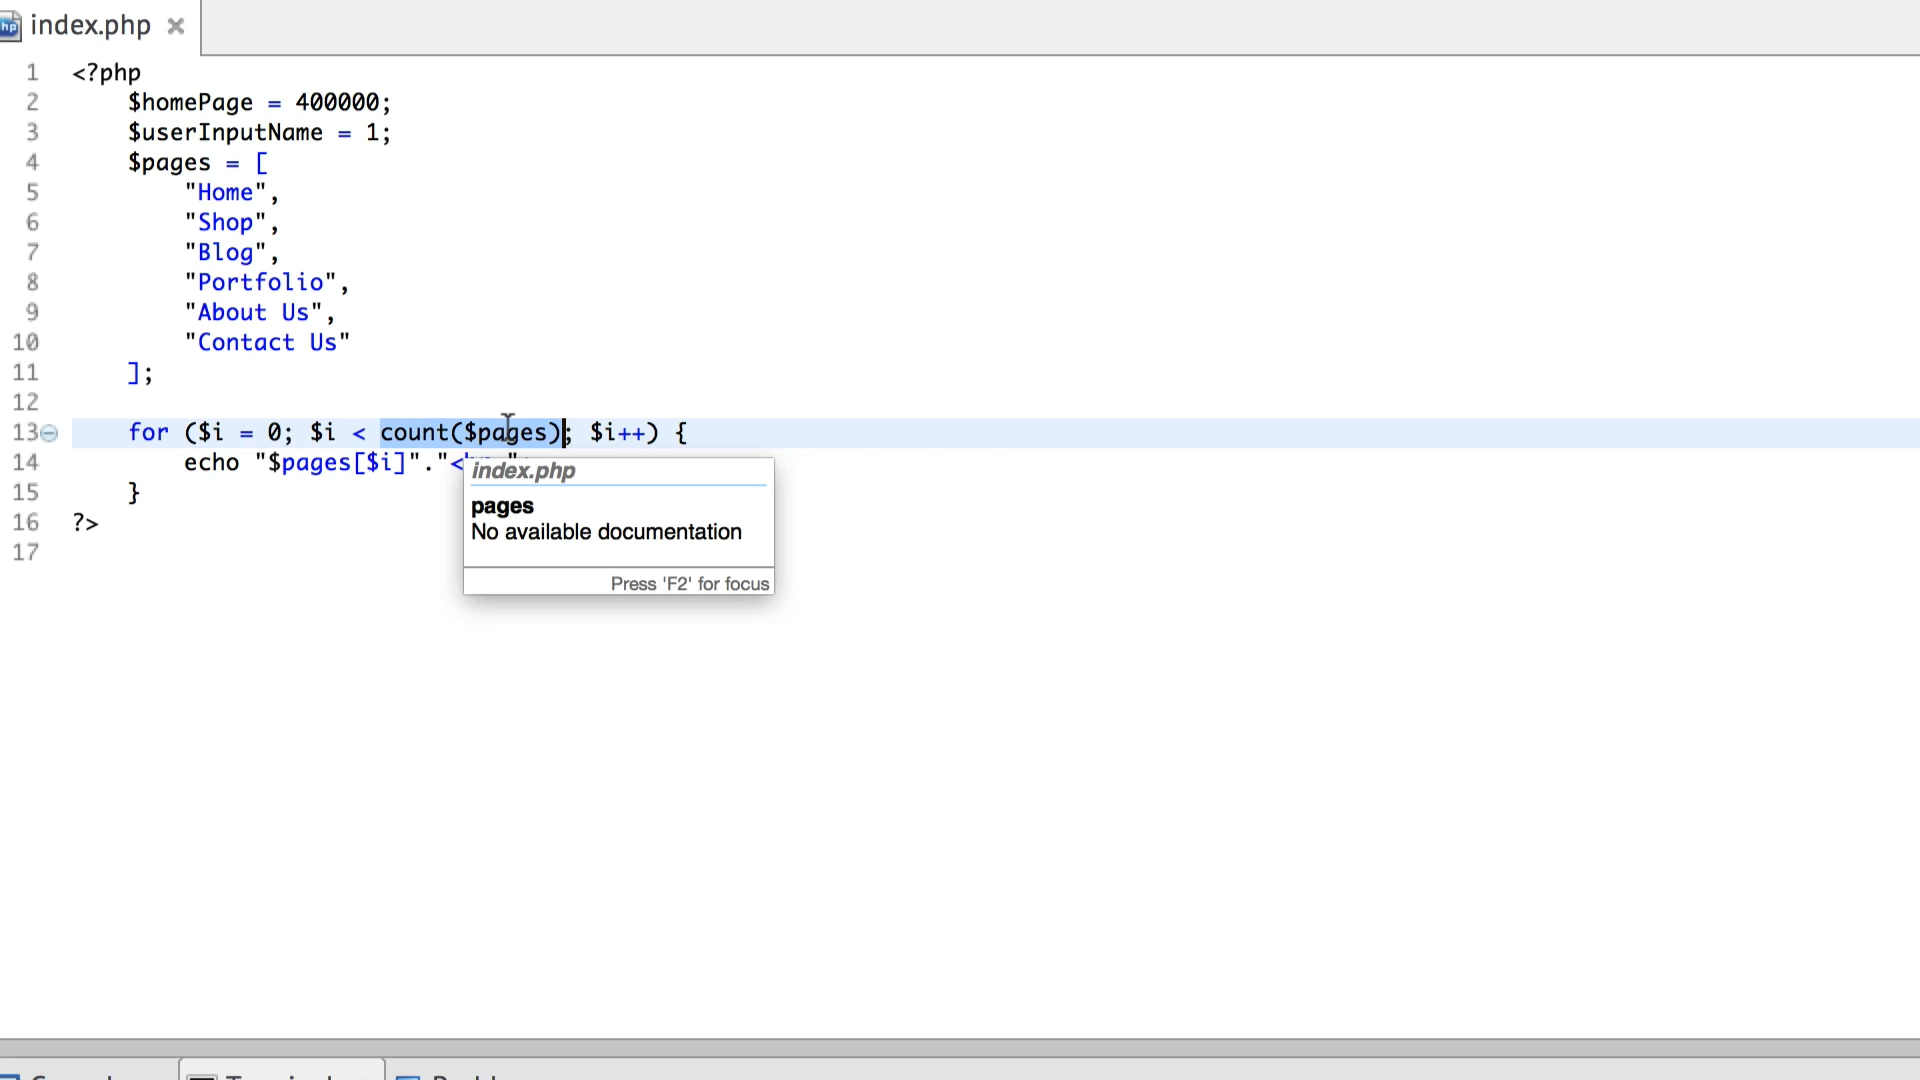 index.php
1 <?php
2 $homePage = 400000;
3 $userInputName = 1;
4 $pages = [
5 "Home",
6 "Shop",
7 "Blog",
8 "Portfolio",
9 "About Us",
10 "Contact Us"
11 ];
12
13 for ($i = 0; $i < count($pages); $i++) {
14 echo "$pages[$i]"."<
15 }
16 ?>
17
index.php
pages
No available documentation
Press 'F2' for focus